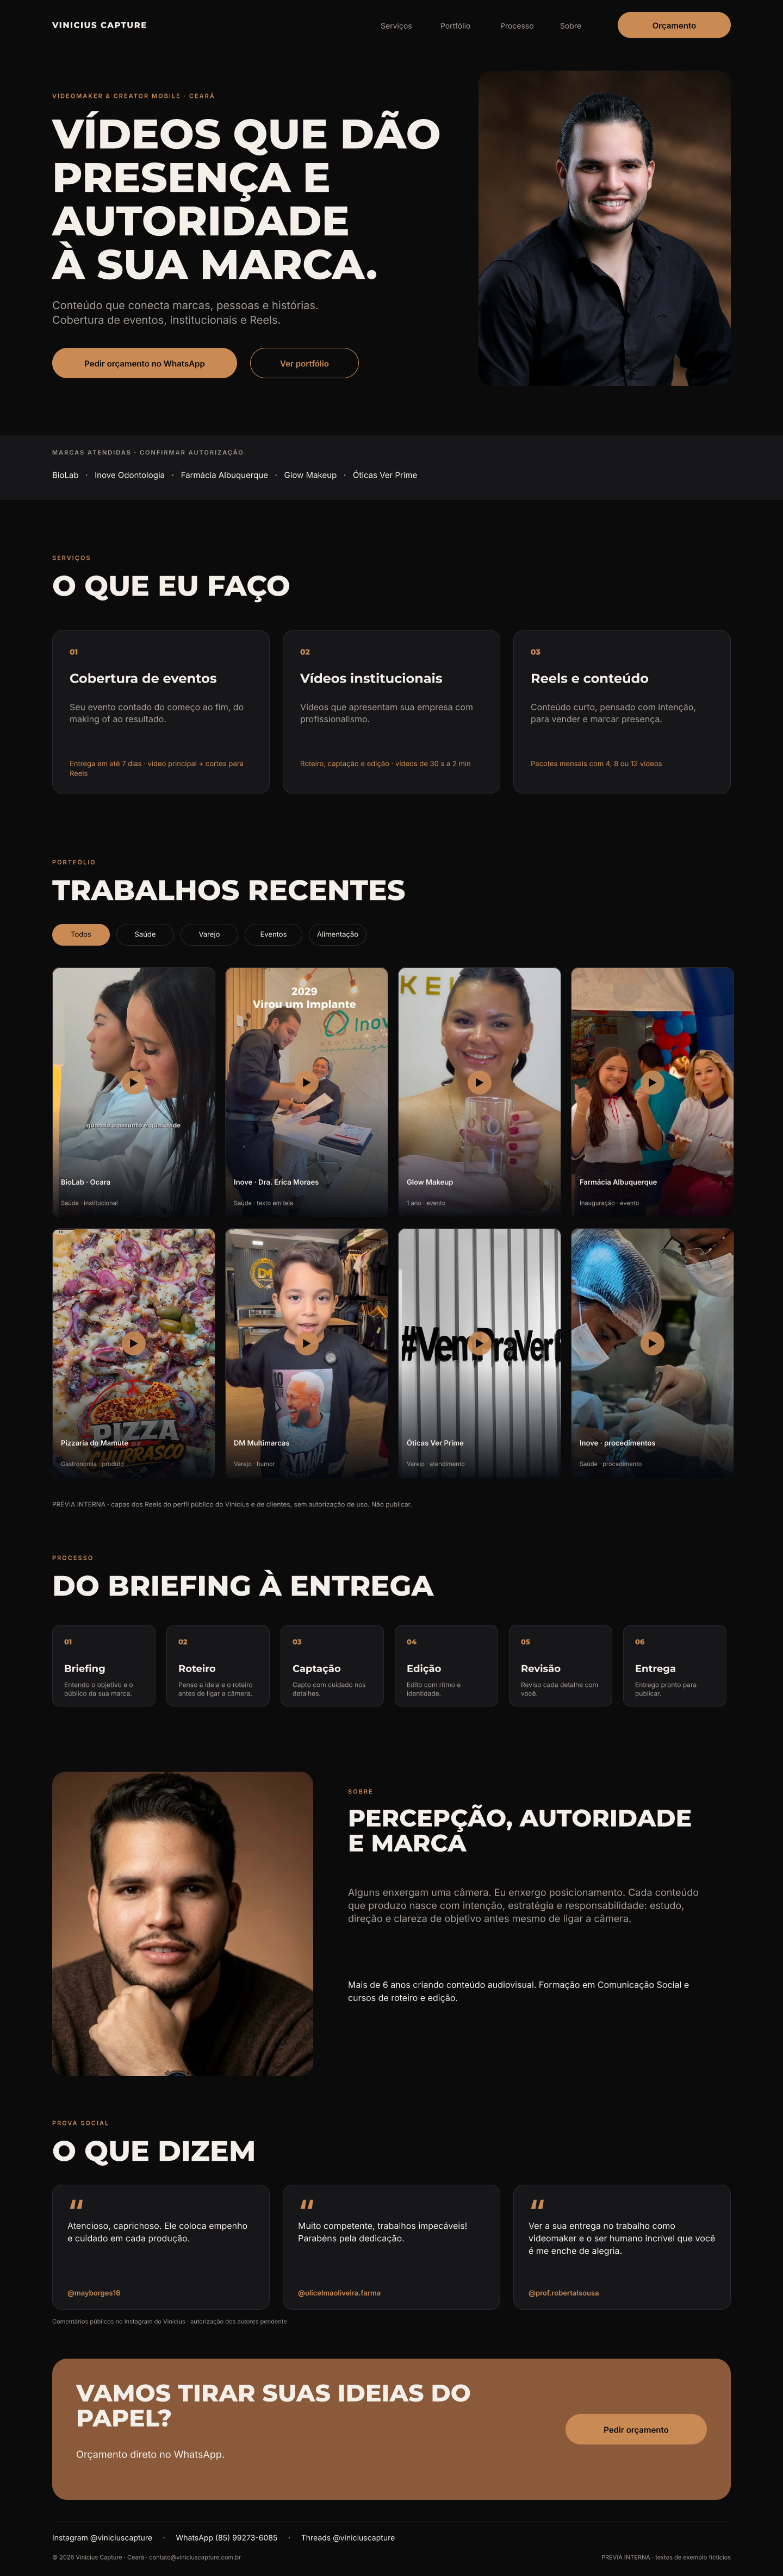 VINICIUS CAPTURE
Serviços
Portfólio
Processo
Sobre
Orçamento
VIDEOMAKER & CREATOR MOBILE · CEARÁ
VÍDEOS QUE DÃO
PRESENÇA E
AUTORIDADE
À SUA MARCA.
Conteúdo que conecta marcas, pessoas e histórias.
Cobertura de eventos, institucionais e Reels.
Pedir orçamento no WhatsApp
Ver portfólio
MARCAS ATENDIDAS · CONFIRMAR AUTORIZAÇÃO
BioLab · Inove Odontologia · Farmácia Albuquerque · Glow Makeup · Óticas Ver Prime
SERVIÇOS
O QUE EU FAÇO
01
Cobertura de eventos
Seu evento contado do começo ao fim, do
making of ao resultado.
Entrega em até 7 dias · vídeo principal + cortes para
Reels
02
Vídeos institucionais
Vídeos que apresentam sua empresa com
profissionalismo.
Roteiro, captação e edição · vídeos de 30 s a 2 min
03
Reels e conteúdo
Conteúdo curto, pensado com intenção,
para vender e marcar presença.
Pacotes mensais com 4, 8 ou 12 vídeos
PORTFÓLIO
TRABALHOS RECENTES
Todos
Saúde
Varejo
Eventos
Alimentação
quando o assunto é qualidade
BioLab · Ocara
Saúde · institucional
2029
Virou um Implante
Inov
Inove · Dra. Erica Moraes
Saúde · texto em tela
KE
Glow Makeup
1 ano · evento
Farmácia Albuquerque
Inauguração · evento
PIZZA
CHURRASCO
Pizzaria do Mamute
Gastronomia · produto
DM
DM Multimarcas
Varejo · humor
#VemPraVerP
Óticas Ver Prime
Varejo · atendimento
Inove · procedimentos
Saúde · procedimento
PRÉVIA INTERNA · capas dos Reels do perfil público do Vinicius e de clientes, sem autorização de uso. Não publicar.
PROCESSO
DO BRIEFING À ENTREGA
01
Briefing
Entendo o objetivo e o
público da sua marca.
02
Roteiro
Penso a ideia e o roteiro
antes de ligar a câmera.
03
Captação
Capto com cuidado nos
detalhes.
04
Edição
Edito com ritmo e
identidade.
05
Revisão
Reviso cada detalhe com
você.
06
Entrega
Entrego pronto para
publicar.
SOBRE
PERCEPÇÃO, AUTORIDADE
E MARCA
Alguns enxergam uma câmera. Eu enxergo posicionamento. Cada conteúdo
que produzo nasce com intenção, estratégia e responsabilidade: estudo,
direção e clareza de objetivo antes mesmo de ligar a câmera.
Mais de 6 anos criando conteúdo audiovisual. Formação em Comunicação Social e
cursos de roteiro e edição.
PROVA SOCIAL
O QUE DIZEM
"
Atencioso, caprichoso. Ele coloca empenho
e cuidado em cada produção.
@mayborges16
"
Muito competente, trabalhos impecáveis!
Parabéns pela dedicação.
@olicelmaoliveira.farma
"
Ver a sua entrega no trabalho como
videomaker e o ser humano incrível que você
é me enche de alegria.
@prof.robertalsousa
Comentários públicos no Instagram do Vinicius · autorização dos autores pendente
VAMOS TIRAR SUAS IDEIAS DO
PAPEL?
Orçamento direto no WhatsApp.
Pedir orçamento
Instagram @viniciuscapture · WhatsApp (85) 99273-6085 · Threads @viniciuscapture
© 2026 Vinicius Capture · Ceará · contato@viniciuscapture.com.br
PRÉVIA INTERNA · textos de exemplo fictícios